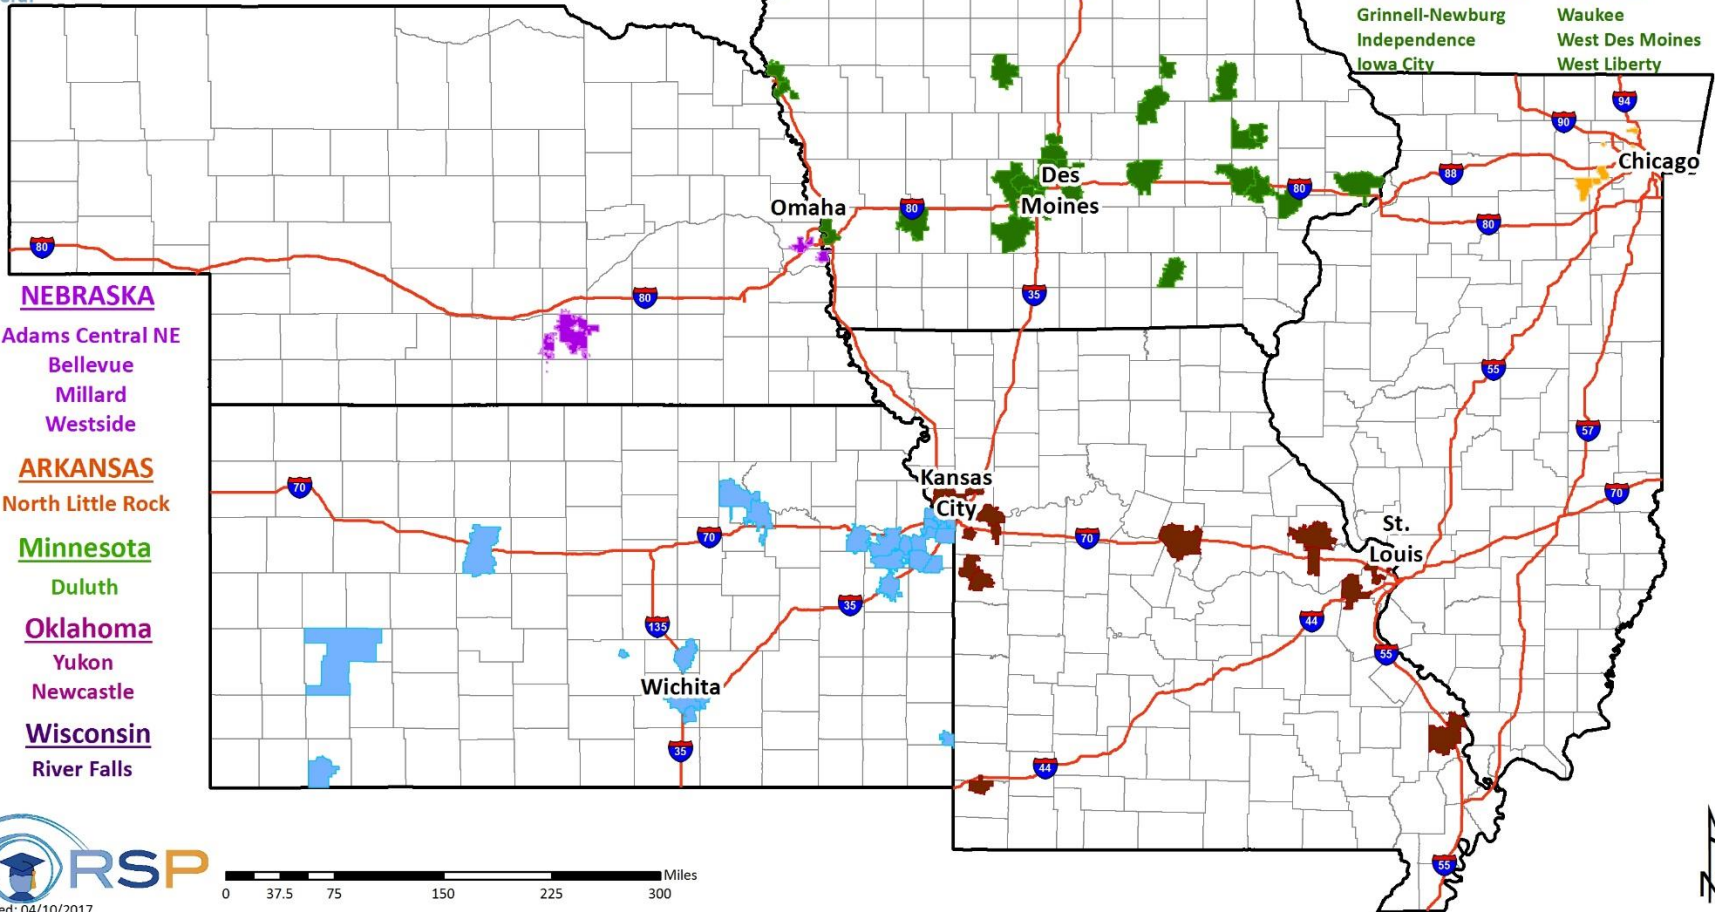 Grinnell-Newburg
Waukee
Independence
West Des Moines
Iowa City
West Liberty
94
90
Chicago
88
Des
80
Moines
Omaha
80
80
80
NEBRASKA
80
35
Adams Central NE
Bellevue
Millard
Westside
55
57
ARKANSAS
North Little Rock
70
Kansas
City
70
St.
Louis
70
70
Minnesota
Duluth
35
135
44
Oklahoma
Yukon
Newcastle
55
Wichita
Wisconsin
River Falls
35
44
RSP
55
0 37.5 75 150 225 300 Miles
04/10/2017
N